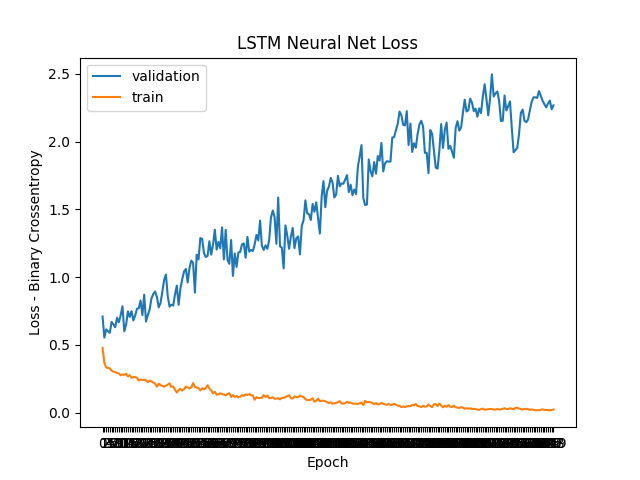 LSTM Neural Net Loss
validation
train
2.5
2.0
1.5
1.0
0.5
0.0
Loss - Binary Crossentropy
Epoch